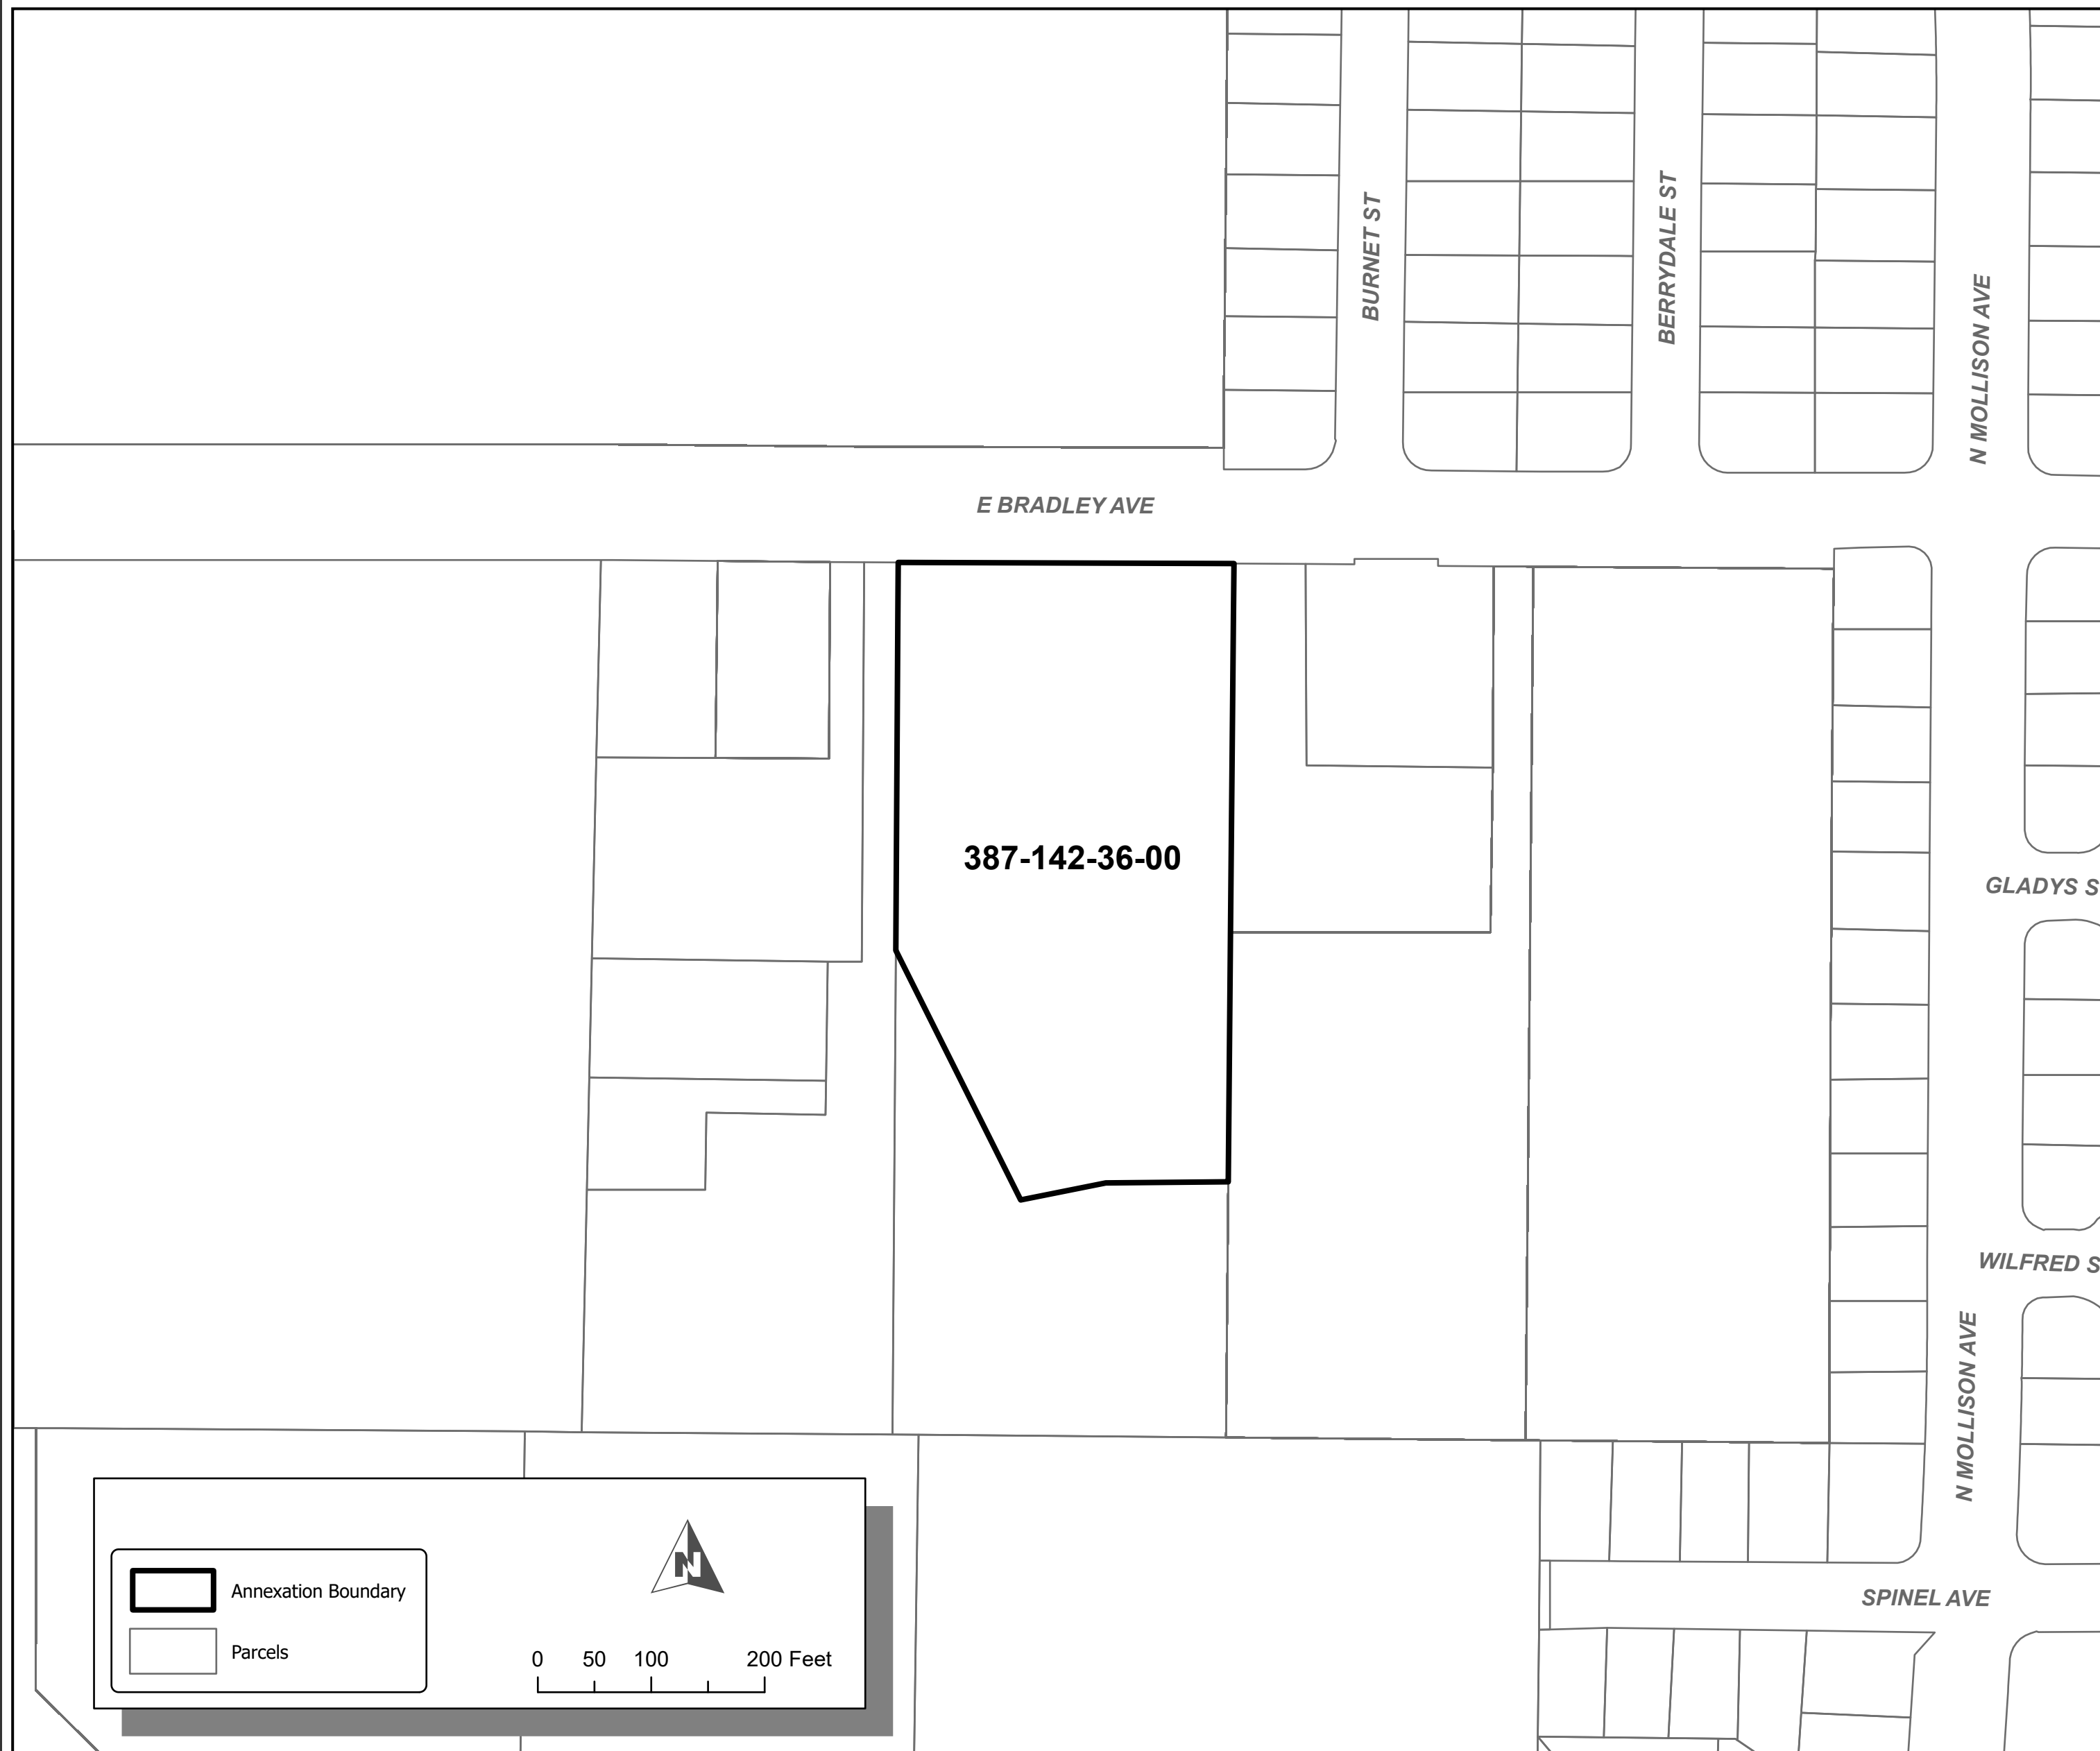 BURNET ST
BERRYDALE ST
N MOLLISON AVE
E BRADLEY AVE
387-142-36-00
GLADYS S
WILFRED S
N MOLLISON AVE
SPINEL AVE
N
Annexation Boundary
Parcels
0 50 100 200 Feet